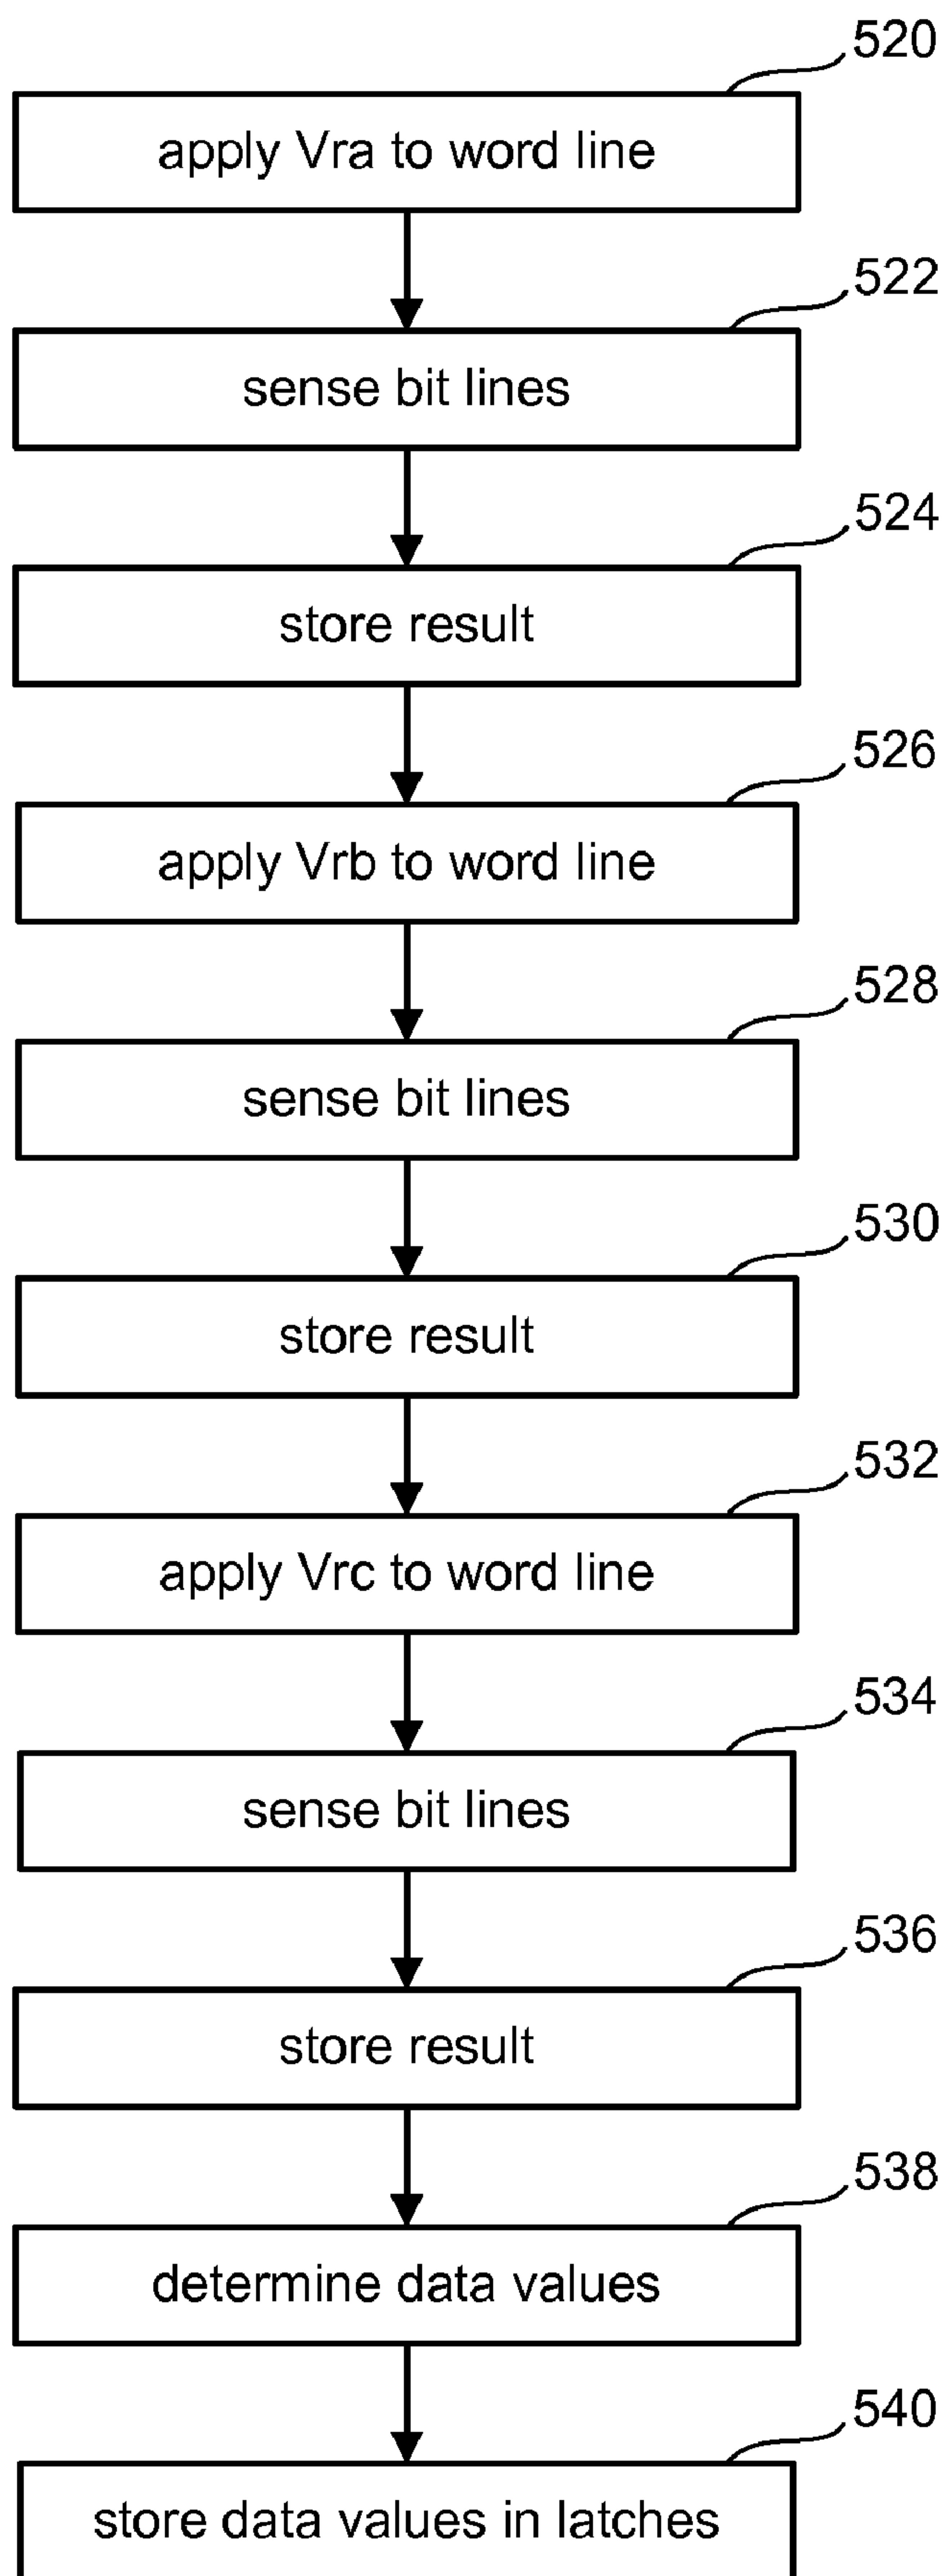 520
apply Vra to word line
522
sense bit lines
524
store result
526
apply Vrb to word line
528
sense bit lines
530
store result
532
apply Vrc to word line
534
sense bit lines
536
store result
538
determine data values
540
store data values in latches